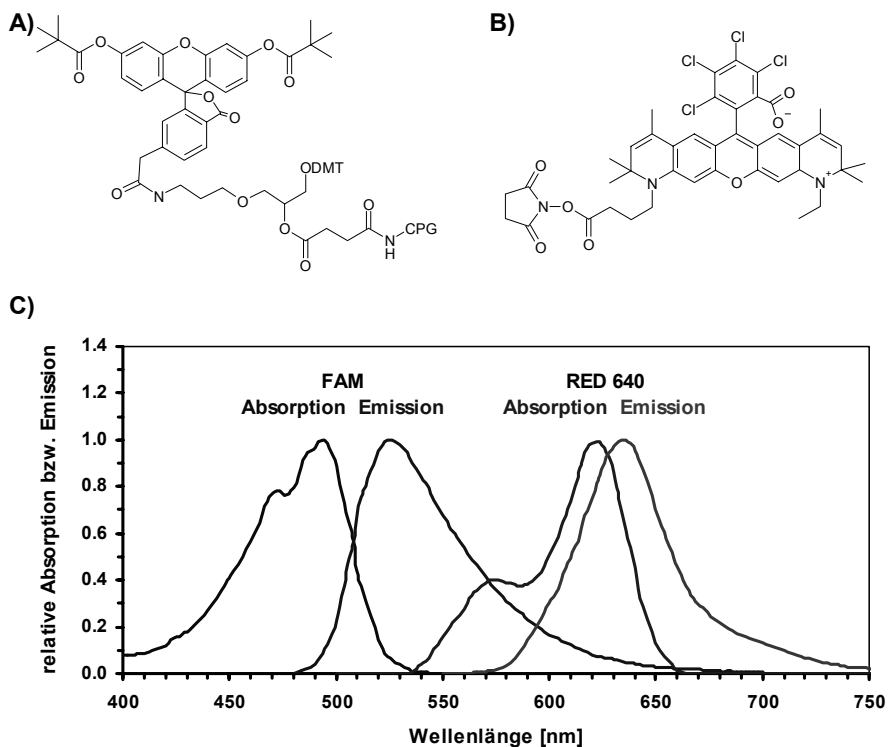 A)
B)
O
O
O
O
O
O
O
O
N
H
O
ODMT
O
O
O
N
H
CPG
Cl
Cl
Cl
Cl
O
O−
N
O
N+
O
N
O
O
O
C)
relative Absorption bzw. Emission
1.4
1.2
1.0
0.8
0.6
0.4
0.2
0.0
FAM
Absorption Emission
RED 640
Absorption Emission
400 450 500 550 600 650 700 750
Wellenlänge [nm]